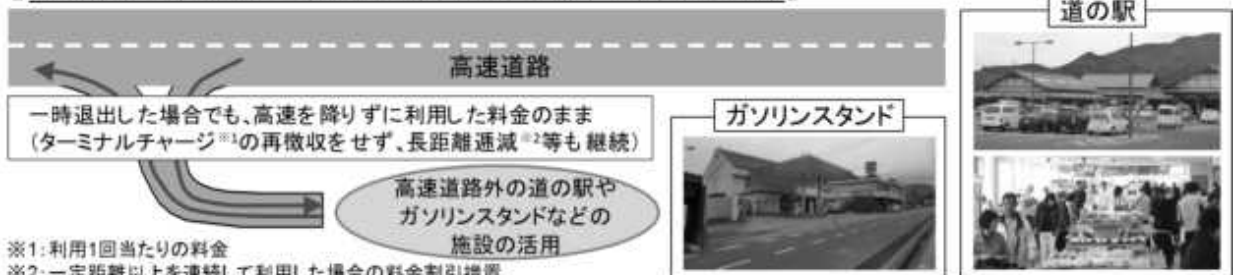 道の駅
高速道路
一時退出した場合でも、高速を降りずに利用した料金のまま
(ターミナルチャージ※1の再徴収をせず、長距離逓減※2等も継続)
ガソリンスタンド
高速道路外の道の駅や
ガソリンスタンドなどの
施設の活用
※1:利用1回当たりの料金
※2:一定距離以上を連続して利用した場合の料金割引措置